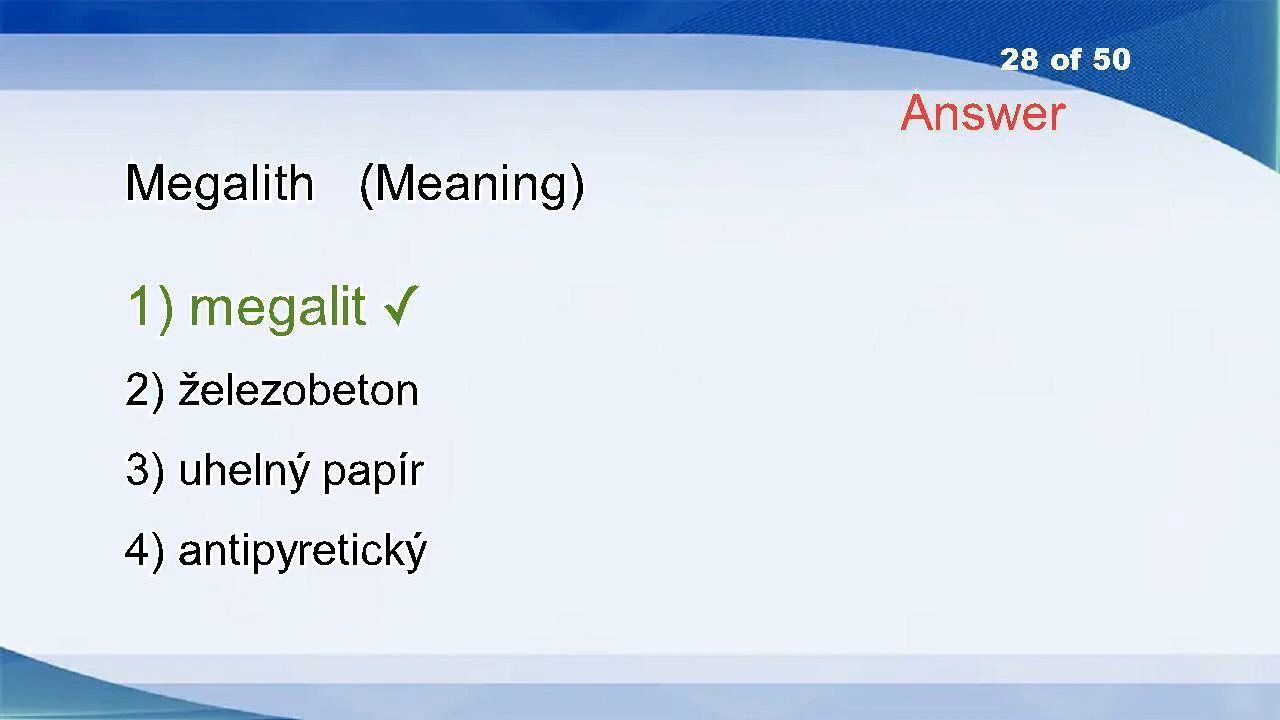 28 of 50
Answer
Megalith (Meaning)
1) megalit ✓
2) železobeton
3) uhelný papír
4) antipyretický